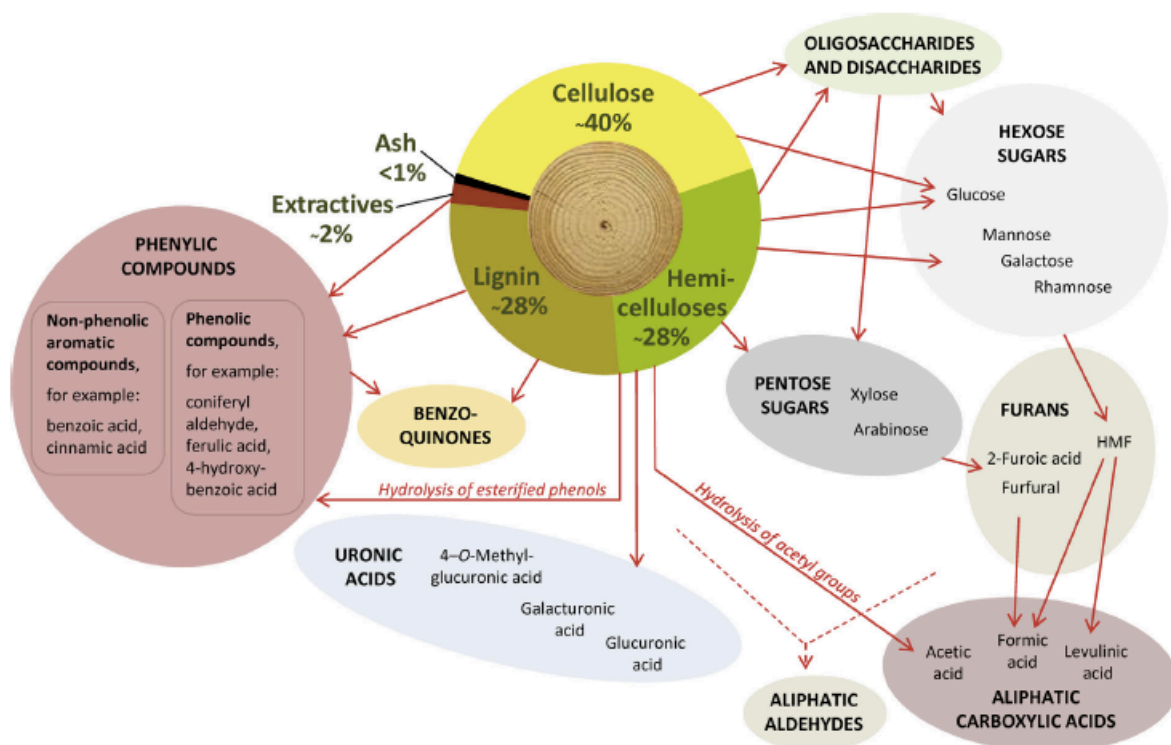 OLIGOSACCHARIDES
AND DISACCHARIDES
Cellulose
~40%
Ash
<1%
Extractives
~2%
Lignin
~28%
Hemi-
celluloses
~28%
HEXOSE
SUGARS
Glucose
Mannose
Galactose
Rhamnose
PHENYLIC
COMPOUNDS
Non-phenolic
aromatic
compounds,
for example:
benzoic acid,
cinnamic acid
Phenolic
compounds,
for example:
coniferyl
aldehyde,
ferulic acid,
4-hydroxy-
benzoic acid
BENZO-
QUINONES
PENTOSE
SUGARS
Xylose
Arabinose
FURANS
HMF
2-Furoic acid
Furfural
Hydrolysis of esterified phenols
Hydrolysis of acetyl groups
URONIC
ACIDS
4–O-Methyl-
glucuronic acid
Galacturonic
acid
Glucuronic
acid
ALIPHATIC
ALDEHYDES
Acetic
acid
Formic
acid
Levulinic
acid
ALIPHATIC
CARBOXYLIC ACIDS